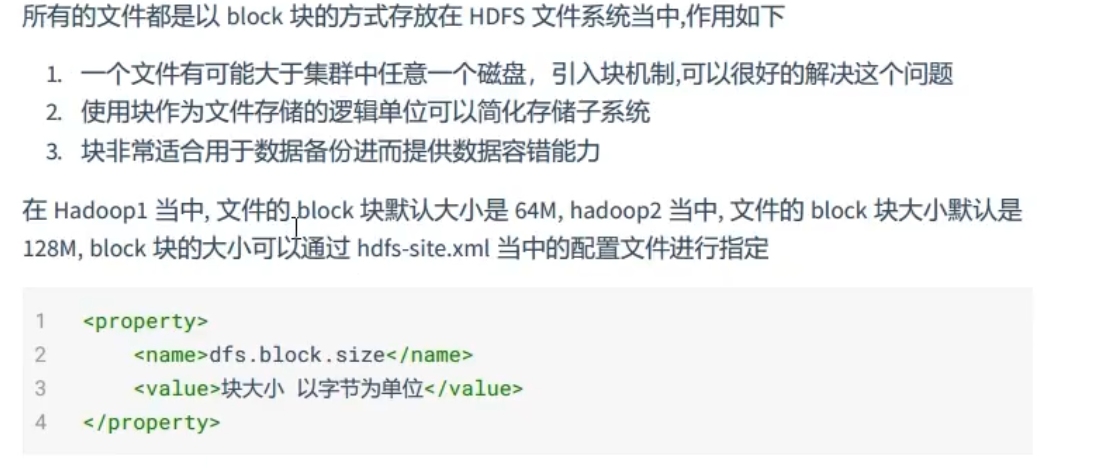 所有的文件都是以 block 块的方式存放在 HDFS 文件系统当中,作用如下
1. 一个文件有可能大于集群中任意一个磁盘，引入块机制,可以很好的解决这个问题
2. 使用块作为文件存储的逻辑单位可以简化存储子系统
3. 块非常适合用于数据备份进而提供数据容错能力
在 Hadoop1 当中, 文件的 block 块默认大小是 64M, hadoop2 当中, 文件的 block 块大小默认是
128M, block 块的大小可以通过 hdfs-site.xml 当中的配置文件进行指定
1 <property>
2 <name>dfs.block.size</name>
3 <value>块大小 以字节为单位</value>
4 </property>